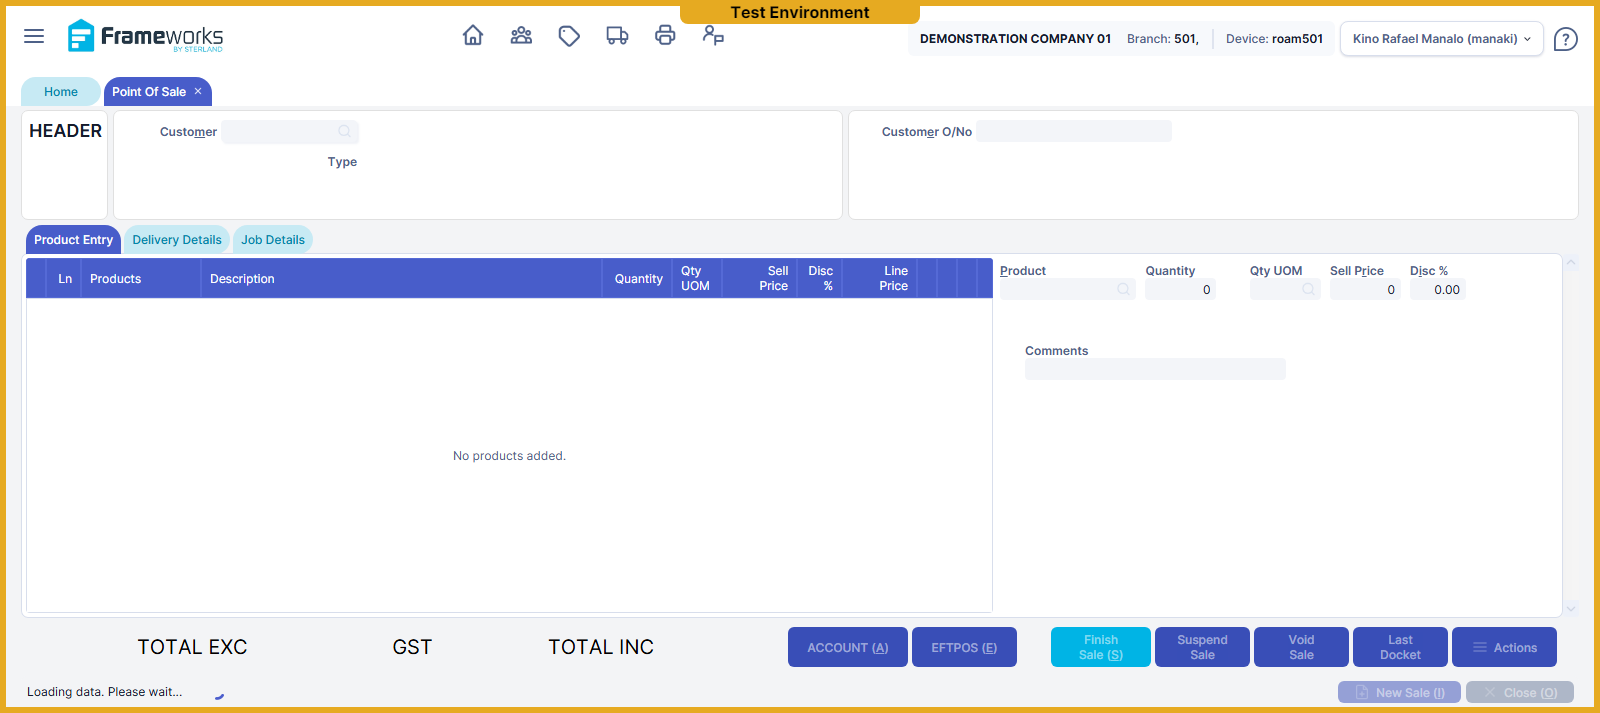 Test Environment
Frameworks
BY STERLAND
DEMONSTRATION COMPANY 01 Branch: 501, Device: roam501
Kino Rafael Manalo (manaki)
?
Home
Point Of Sale ×
HEADER
Customer
Type
Customer O/No
Product Entry
Delivery Details
Job Details
Ln Products Description Quantity Qty UOM Sell Price Disc % Line Price
No products added.
Product Quantity Qty UOM Sell Price Disc %
0 0 0.00
Comments
TOTAL EXC GST TOTAL INC
ACCOUNT (A)
EFTPOS (E)
Finish
Sale (S)
Suspend
Sale
Void
Sale
Last
Docket
Actions
Loading data. Please wait...
New Sale (I)
Close (O)